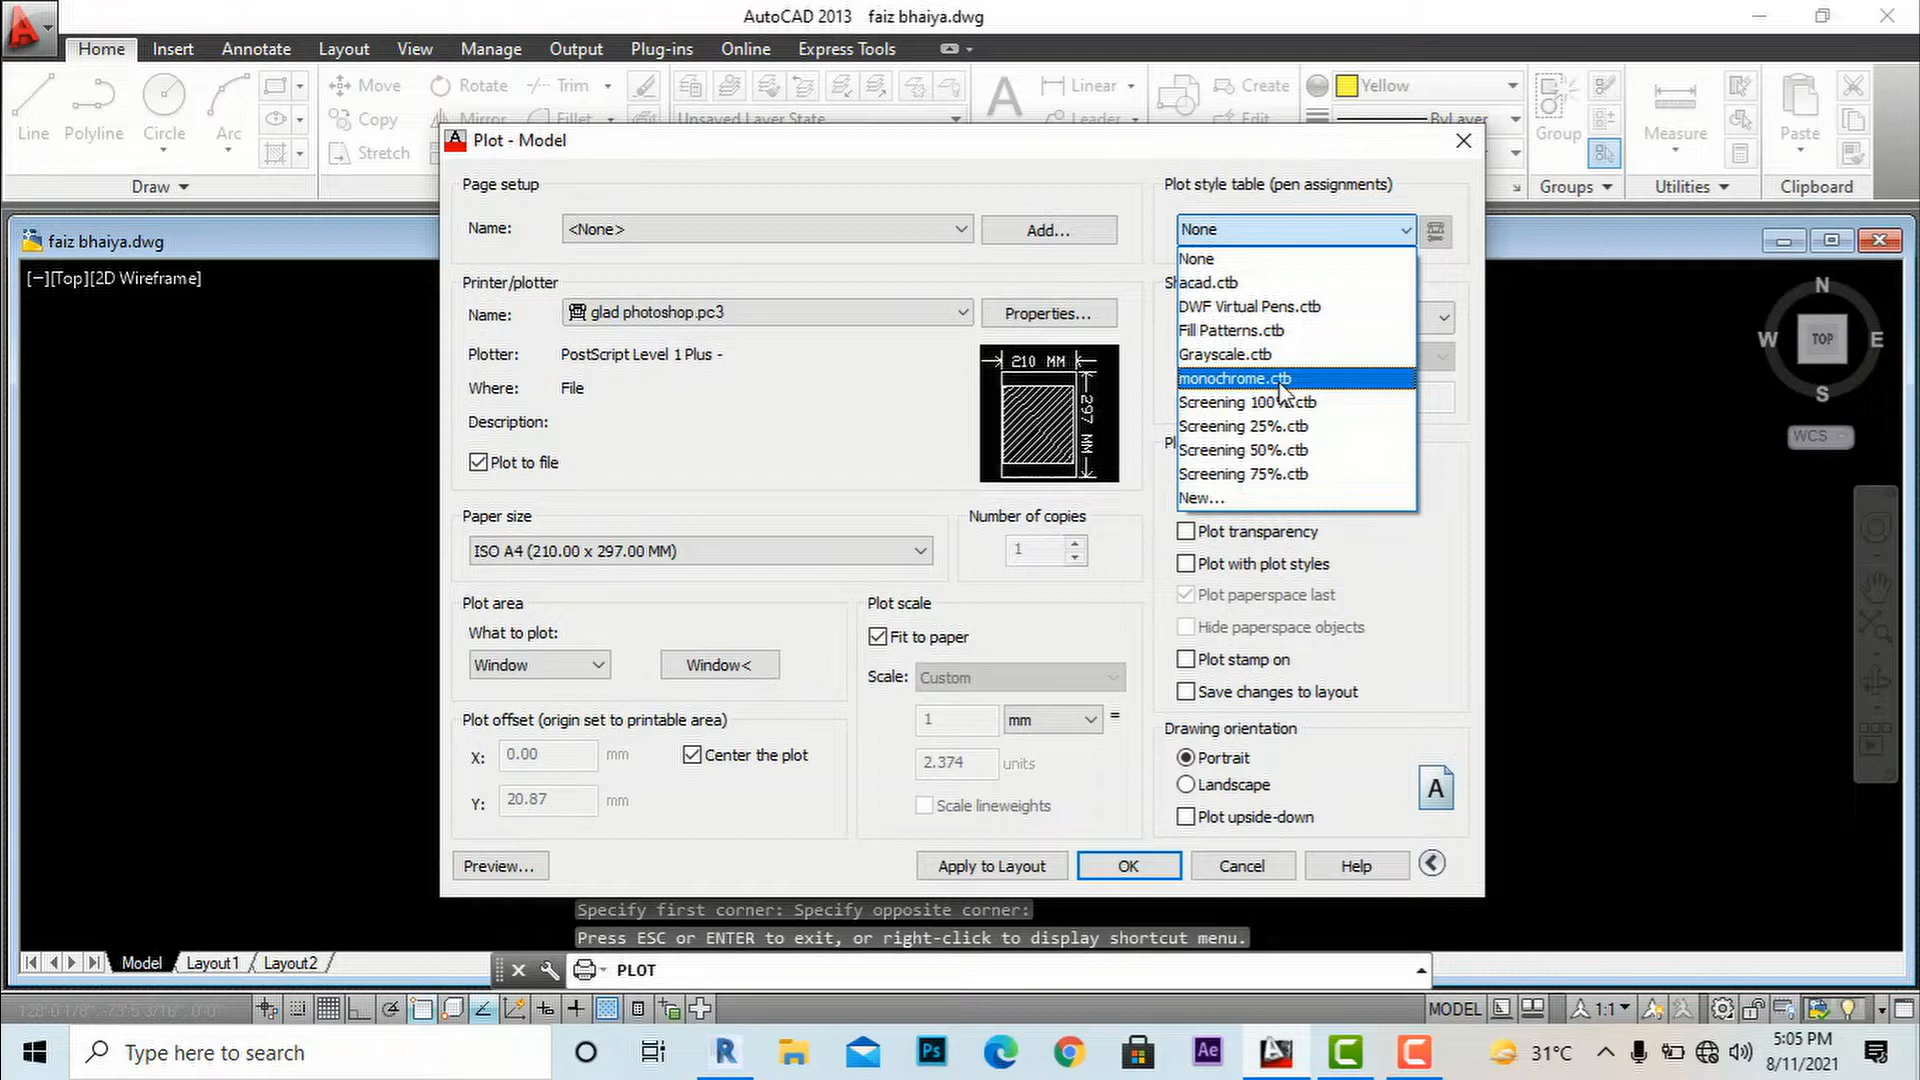 AutoCAD 2013 faiz bhaiya.dwg
Home Insert Annotate Layout View Manage Output Plug-ins Online Express Tools
Move Rotate Trim Linear Create Yellow
Line Polyline Circle Arc Copy Mirror Fillet Unsaved Layer State Leader Edit ByLayer Group Measure Paste
Stretch
Draw Groups Utilities Clipboard
faiz bhaiya.dwg
[−][Top][2D Wireframe]
N
W TOP E
S
WCS
Plot - Model
Page setup
Name: <None> Add...
Printer/plotter
Name: glad photoshop.pc3 Properties...
Plotter: PostScript Level 1 Plus -
Where: File
Description:
Plot to file
210 MM
297 MM
Paper size
ISO A4 (210.00 x 297.00 MM)
Number of copies
1
Plot area
What to plot:
Window Window<
Plot scale
Fit to paper
Scale: Custom
1 mm =
2.374 units
Scale lineweights
Plot offset (origin set to printable area)
X: 0.00 mm Center the plot
Y: 20.87 mm
Plot style table (pen assignments)
None
None
acad.ctb
DWF Virtual Pens.ctb
Fill Patterns.ctb
Grayscale.ctb
monochrome.ctb
Screening 100%.ctb
Screening 25%.ctb
Screening 50%.ctb
Screening 75%.ctb
New...
Plot transparency
Plot with plot styles
Plot paperspace last
Hide paperspace objects
Plot stamp on
Save changes to layout
Drawing orientation
Portrait
Landscape
Plot upside-down
A
Preview... Apply to Layout OK Cancel Help
Specify first corner: Specify opposite corner:
Press ESC or ENTER to exit, or right-click to display shortcut menu.
PLOT
Model Layout1 Layout2
MODEL 1:1
Type here to search
Ps Ae
31°C
5:05 PM
8/11/2021